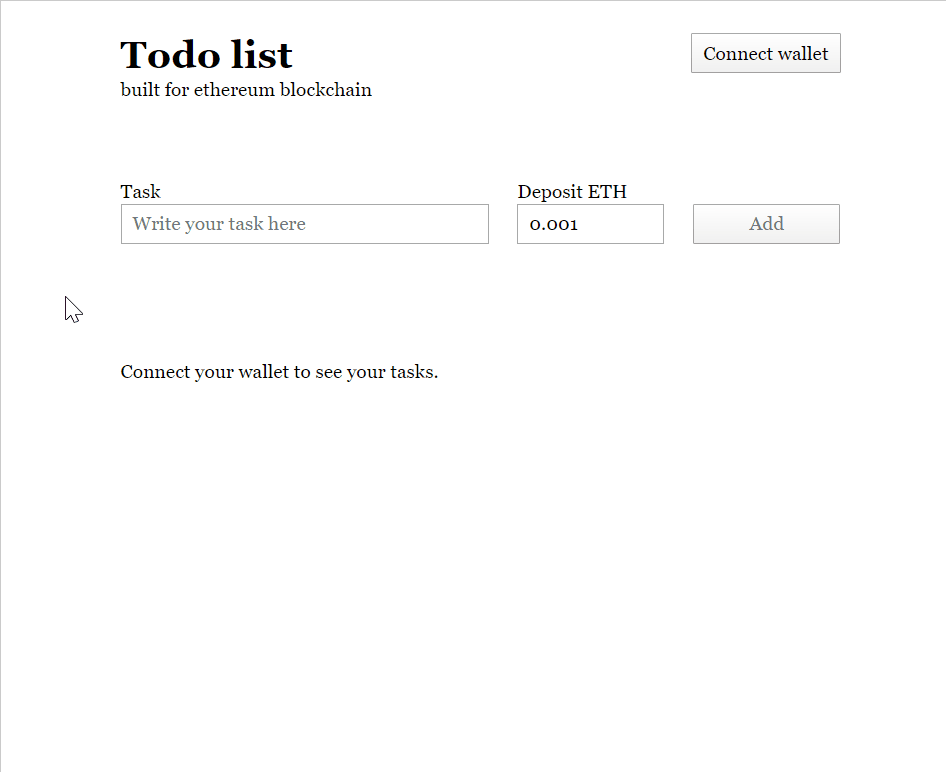 Todo list
Connect wallet
built for ethereum blockchain
Task
Deposit ETH
Write your task here
0.001
Add
Connect your wallet to see your tasks.